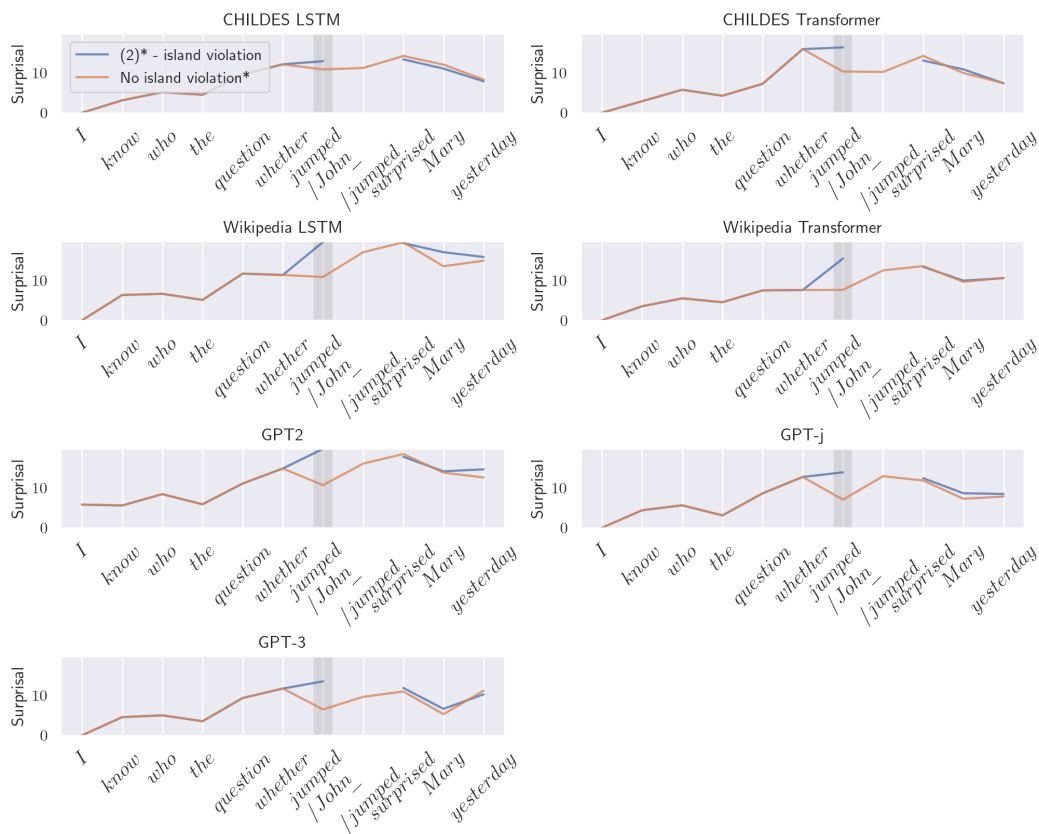 CHILDES LSTM
Surprisal
10
0
(2)* - island violation
No island violation*
I
know
who
the
question
whether
jumped
/John_
/jumped_
surprised
Mary
yesterday
CHILDES Transformer
Surprisal
10
0
I
know
who
the
question
whether
jumped
/John_
/jumped_
surprised
Mary
yesterday
Wikipedia LSTM
Surprisal
10
0
I
know
who
the
question
whether
jumped
/John_
/jumped_
surprised
Mary
yesterday
Wikipedia Transformer
Surprisal
10
0
I
know
who
the
question
whether
jumped
/John_
/jumped_
surprised
Mary
yesterday
GPT2
Surprisal
10
0
I
know
who
the
question
whether
jumped
/John_
/jumped_
surprised
Mary
yesterday
GPT-j
Surprisal
10
0
I
know
who
the
question
whether
jumped
/John_
/jumped_
surprised
Mary
yesterday
GPT-3
Surprisal
10
0
I
know
who
the
question
whether
jumped
/John_
/jumped_
surprised
Mary
yesterday